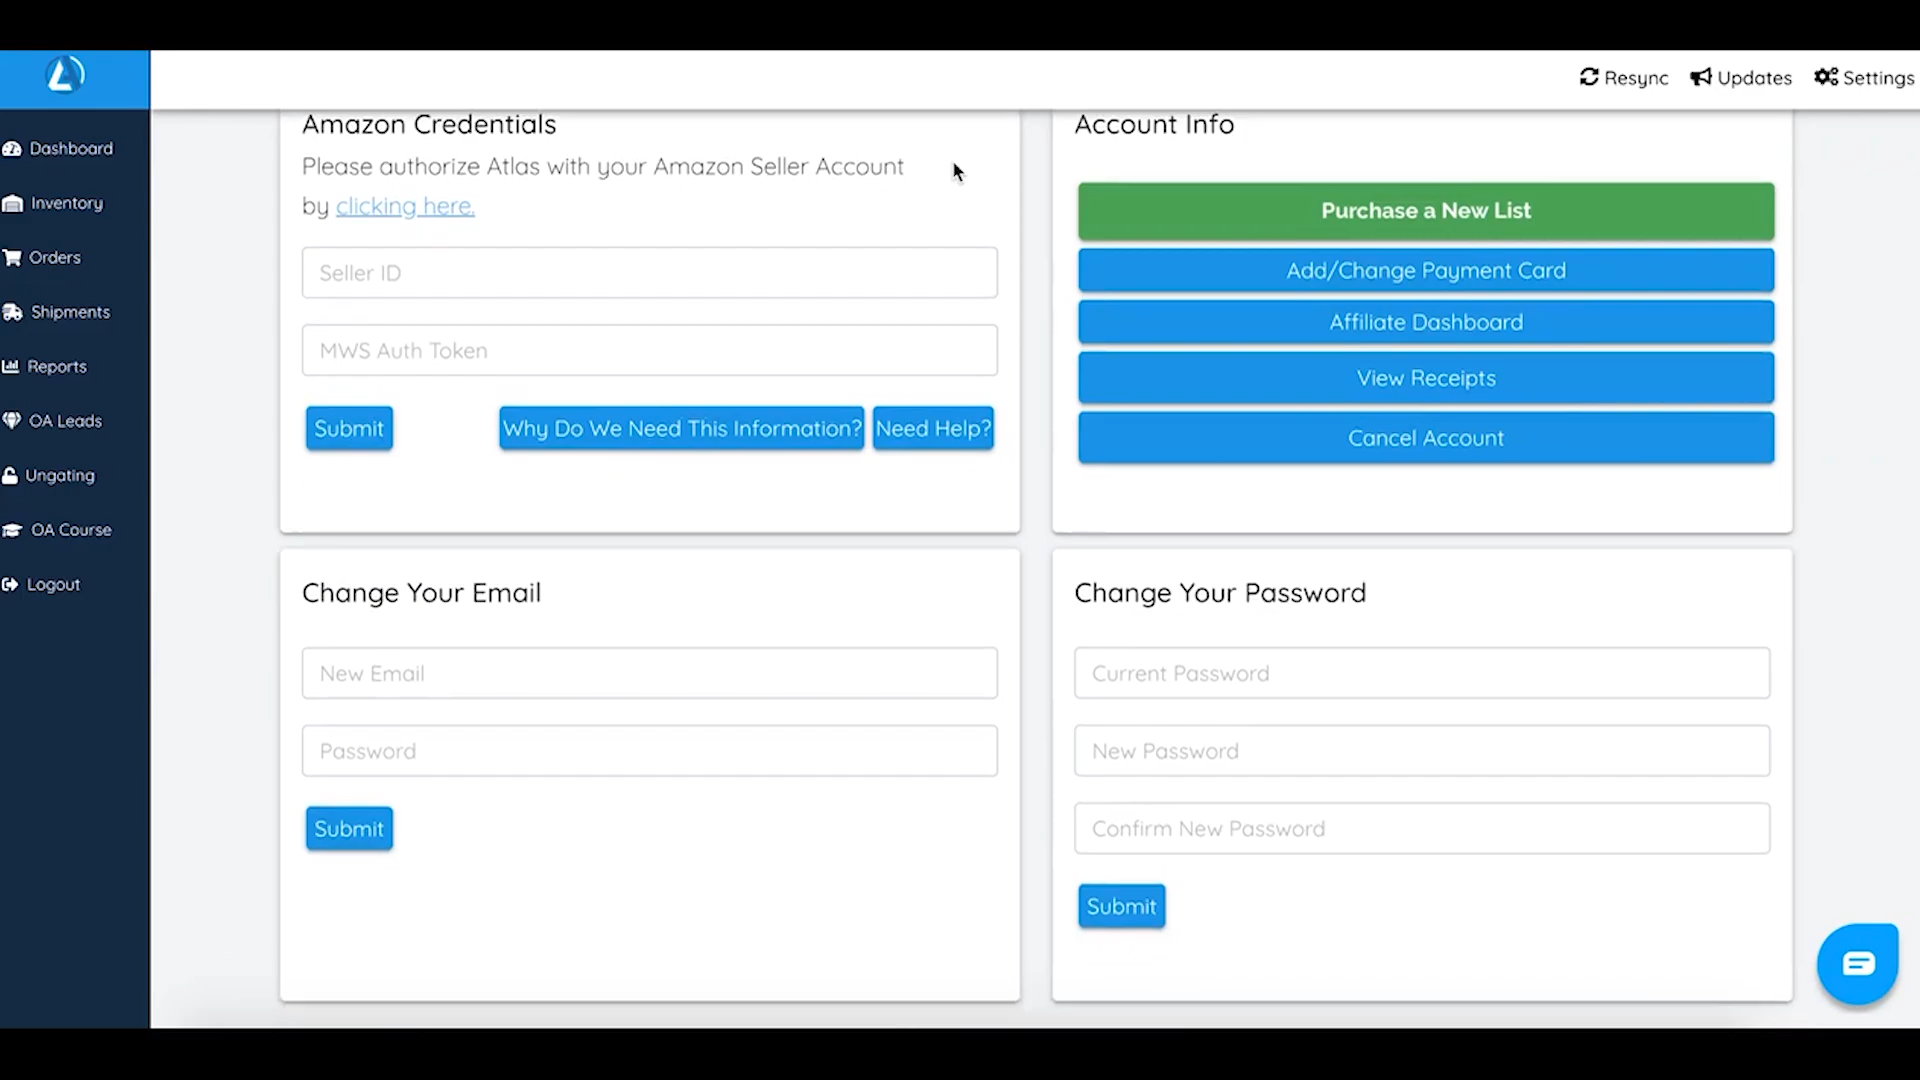 Resync
Updates
Settings
Dashboard
Inventory
Orders
Shipments
Reports
OA Leads
Ungating
OA Course
Logout
Amazon Credentials
Please authorize Atlas with your Amazon Seller Account
by clicking here.
Seller ID
MWS Auth Token
Submit
Why Do We Need This Information?
Need Help?
Account Info
Purchase a New List
Add/Change Payment Card
Affiliate Dashboard
View Receipts
Cancel Account
Change Your Email
New Email
Password
Submit
Change Your Password
Current Password
New Password
Confirm New Password
Submit